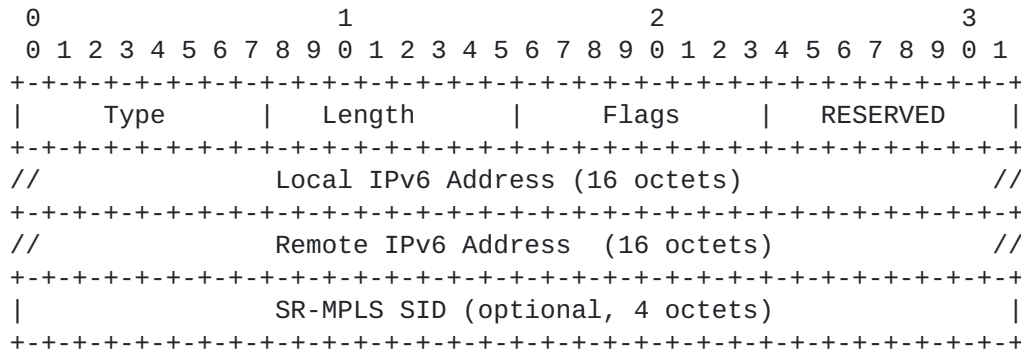 0                   1                   2                   3
 0 1 2 3 4 5 6 7 8 9 0 1 2 3 4 5 6 7 8 9 0 1 2 3 4 5 6 7 8 9 0 1
+-+-+-+-+-+-+-+-+-+-+-+-+-+-+-+-+-+-+-+-+-+-+-+-+-+-+-+-+-+-+-+-+
|     Type      |   Length      |     Flags     |   RESERVED    |
+-+-+-+-+-+-+-+-+-+-+-+-+-+-+-+-+-+-+-+-+-+-+-+-+-+-+-+-+-+-+-+-+
//               Local IPv6 Address (16 octets)                //
+-+-+-+-+-+-+-+-+-+-+-+-+-+-+-+-+-+-+-+-+-+-+-+-+-+-+-+-+-+-+-+-+
//               Remote IPv6 Address  (16 octets)              //
+-+-+-+-+-+-+-+-+-+-+-+-+-+-+-+-+-+-+-+-+-+-+-+-+-+-+-+-+-+-+-+-+
|                SR-MPLS SID (optional, 4 octets)               |
+-+-+-+-+-+-+-+-+-+-+-+-+-+-+-+-+-+-+-+-+-+-+-+-+-+-+-+-+-+-+-+-+